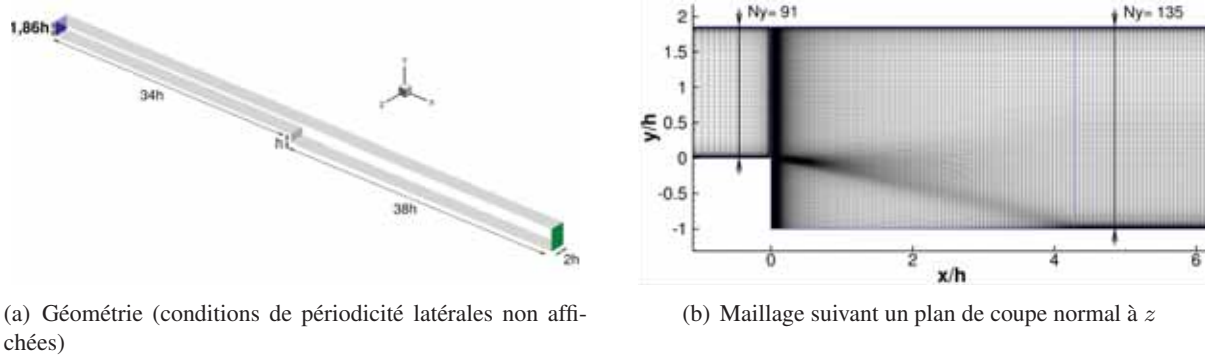 1,86h
34h
h
38h
2h
Y
X
Z
Ny= 91
Ny= 135
2
1.5
1
0.5
0
-0.5
-1
y/h
0
2
4
6
x/h
(a) Géométrie (conditions de périodicité latérales non affi-
chées)
(b) Maillage suivant un plan de coupe normal à z